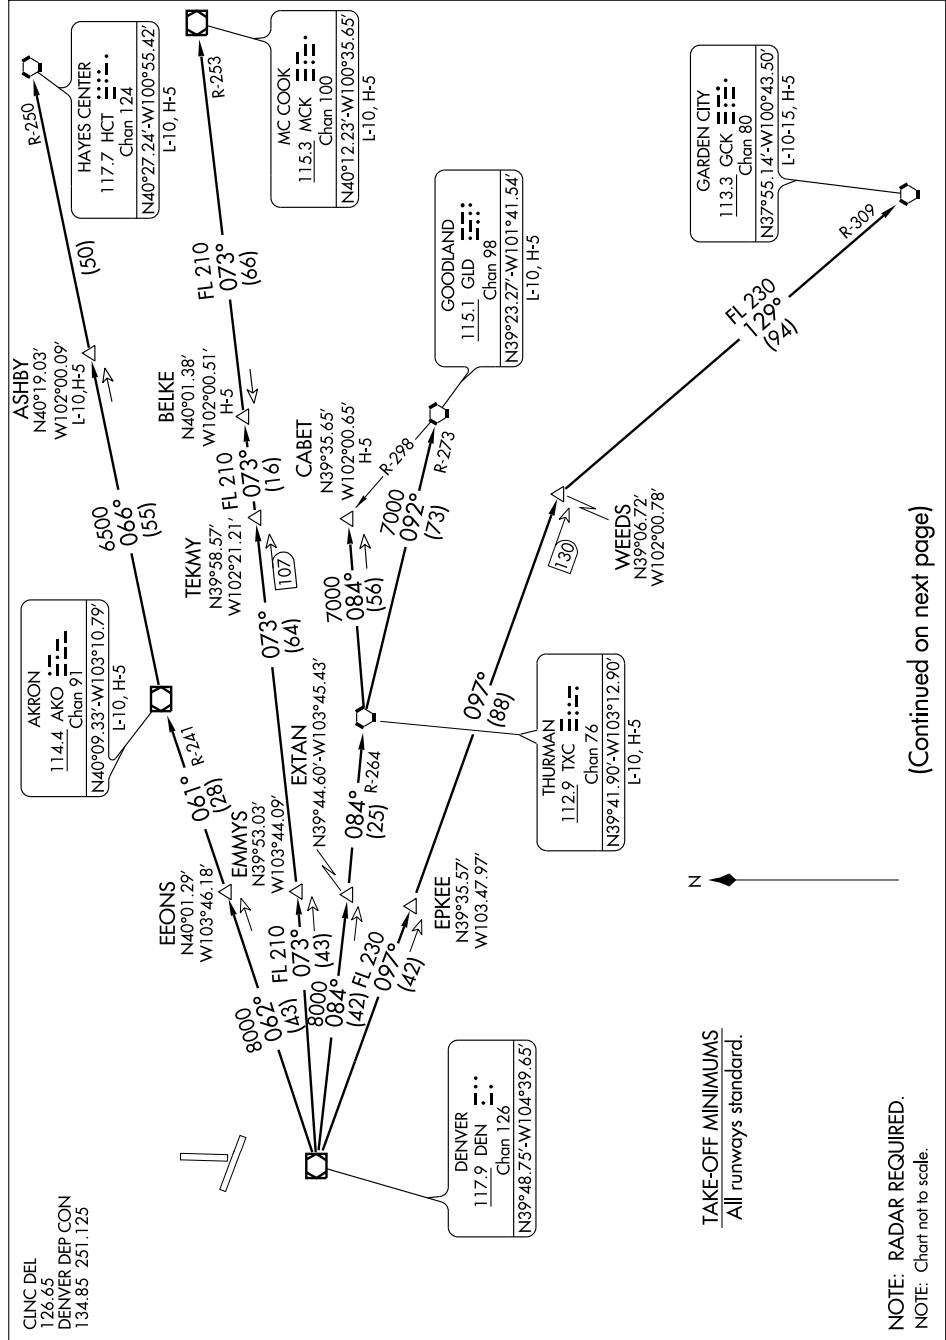 CLNC DEL
126.65
DENVER DEP CON
134.85 251.125
AKRON
114.4 AKO
Chan 91
N40°09.33'-W103°10.79'
L-10, H-5
HAYES CENTER
117.7 HCT
Chan 124
N40°27.24'-W100°55.42'
L-10, H-5
ASHBY
N40°19.03'
W102°00.09'
L-10,H-5
R-250
(50)
6500
066°
(55)
EEONS
N40°01.29'
W103°46.18'
061°
(28)
R-241
8000
062°
(43)
MC COOK
115.3 MCK
Chan 100
N40°12.23'-W100°35.65'
L-10, H-5
R-253
FL 210
073°
(66)
BELKE
N40°01.38'
W102°00.51'
H-5
FL 210
073°
(16)
TEKMY
N39°58.57'
W102°21.21'
107
073°
(64)
EMMYS
N39°53.03'
W103°44.09'
FL 210
073°
(43)
EXTAN
N39°44.60'-W103°45.43'
8000
084°
(42)
084°
(25)
R-264
CABET
N39°35.65'
W102°00.65'
H-5
7000
084°
(56)
R-298
GOODLAND
115.1 GLD
Chan 98
N39°23.27'-W101°41.54'
L-10, H-5
R-273
7000
092°
(73)
THURMAN
112.9 TXC
Chan 76
N39°41.90'-W103°12.90'
L-10, H-5
FL 230
097°
(42)
EPKEE
N39°35.57'
W103.47.97'
097°
(88)
130
WEEDS
N39°06.72'
W102°00.78'
FL 230
129°
(94)
R-309
GARDEN CITY
113.3 GCK
Chan 80
N37°55.14'-W100°43.50'
L-10-15, H-5
DENVER
117.9 DEN
Chan 126
N39°48.75'-W104°39.65'
N
TAKE-OFF MINIMUMS
All runways standard.
NOTE: RADAR REQUIRED.
NOTE: Chart not to scale.
(Continued on next page)